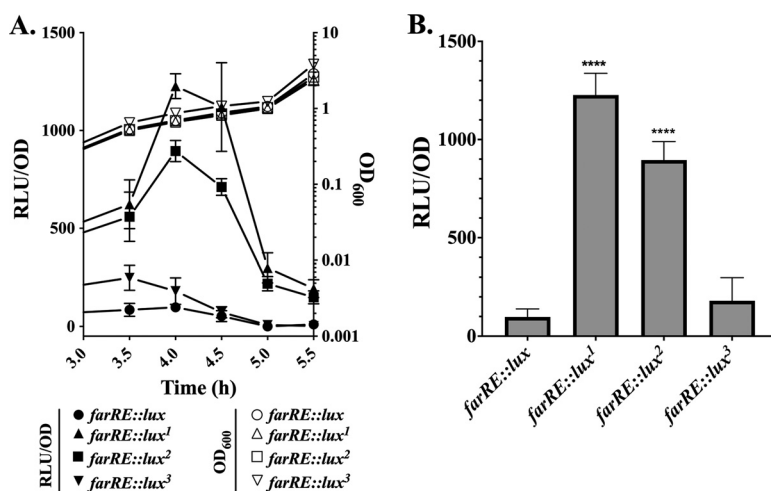 A.
RLU/OD
1500
1000
500
0
10
1
0.1
0.01
0.001
OD600
3.0 3.5 4.0 4.5 5.0 5.5
Time (h)
RLU/OD
farRE::lux
farRE::lux1
farRE::lux2
farRE::lux3
OD600
farRE::lux
farRE::lux1
farRE::lux2
farRE::lux3
B.
RLU/OD
1500
1000
500
0
**** ****
farRE::lux farRE::lux1 farRE::lux2 farRE::lux3